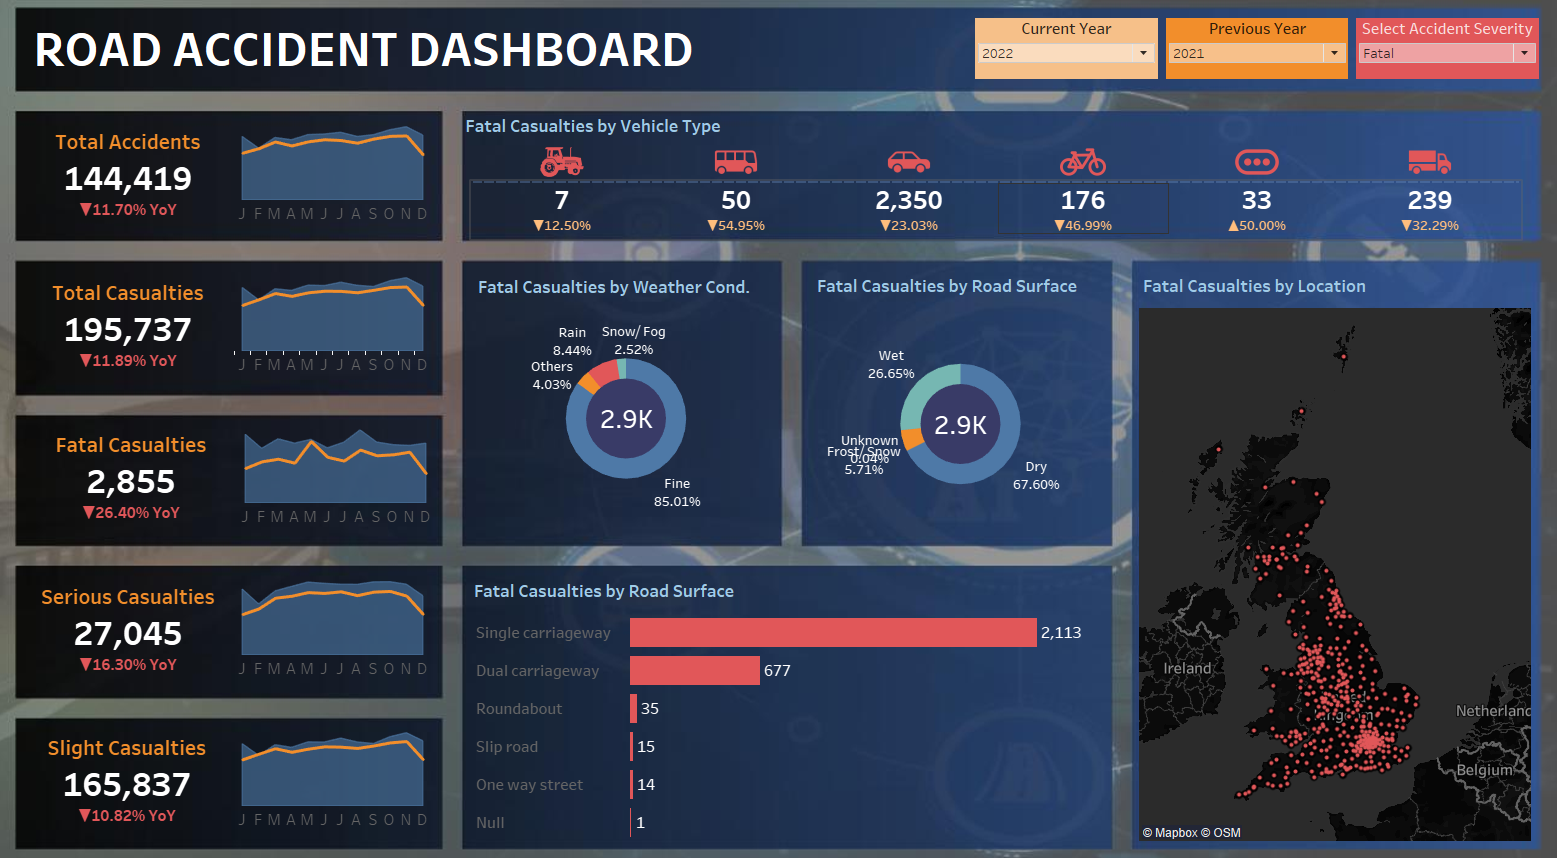 ROAD ACCIDENT DASHBOARD
Current Year
2022
Previous Year
2021
Select Accident Severity
Fatal
Total Accidents
144,419
▼11.70% YoY
J F M A M J J A S O N D
Total Casualties
195,737
▼11.89% YoY
J F M A M J J A S O N D
Fatal Casualties
2,855
▼26.40% YoY
J F M A M J J A S O N D
Serious Casualties
27,045
▼16.30% YoY
J F M A M J J A S O N D
Slight Casualties
165,837
▼10.82% YoY
J F M A M J J A S O N D
Fatal Casualties by Vehicle Type
7 50 2,350 176 33 239
▼12.50% ▼54.95% ▼23.03% ▼46.99% ▲50.00% ▼32.29%
Fatal Casualties by Weather Cond.
Rain
8.44%
Snow/ Fog
2.52%
Others
4.03%
2.9K
Fine
85.01%
Fatal Casualties by Road Surface
Wet
26.65%
2.9K
Unknown
0.04%
Frost/Snow
5.71%
Dry
67.60%
Fatal Casualties by Road Surface
Single carriageway 2,113
Dual carriageway 677
Roundabout 35
Slip road 15
One way street 14
Null 1
Fatal Casualties by Location
Ireland
Netherland
Belgium
© Mapbox © OSM